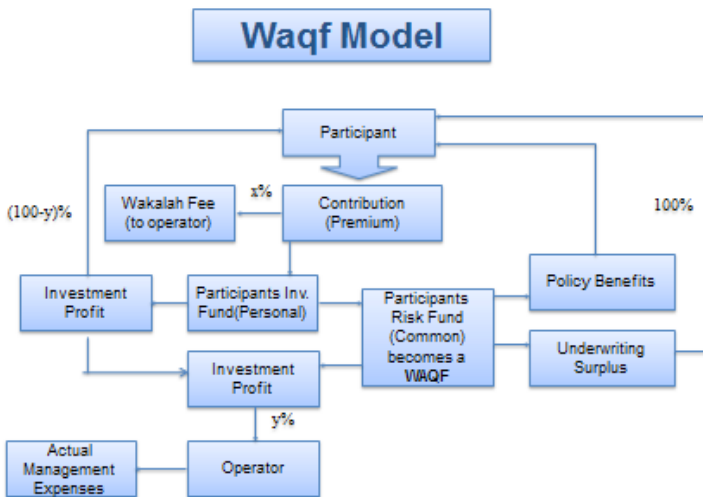 Waqf Model
Participant
x%
Wakalah Fee
(to operator)
Contribution
(Premium)
(100-y)%
100%
Investment
Profit
Participants Inv.
Fund(Personal)
Participants
Risk Fund
(Common)
becomes a
WAQF
Policy Benefits
Underwriting
Surplus
Investment
Profit
y%
Actual
Management
Expenses
Operator